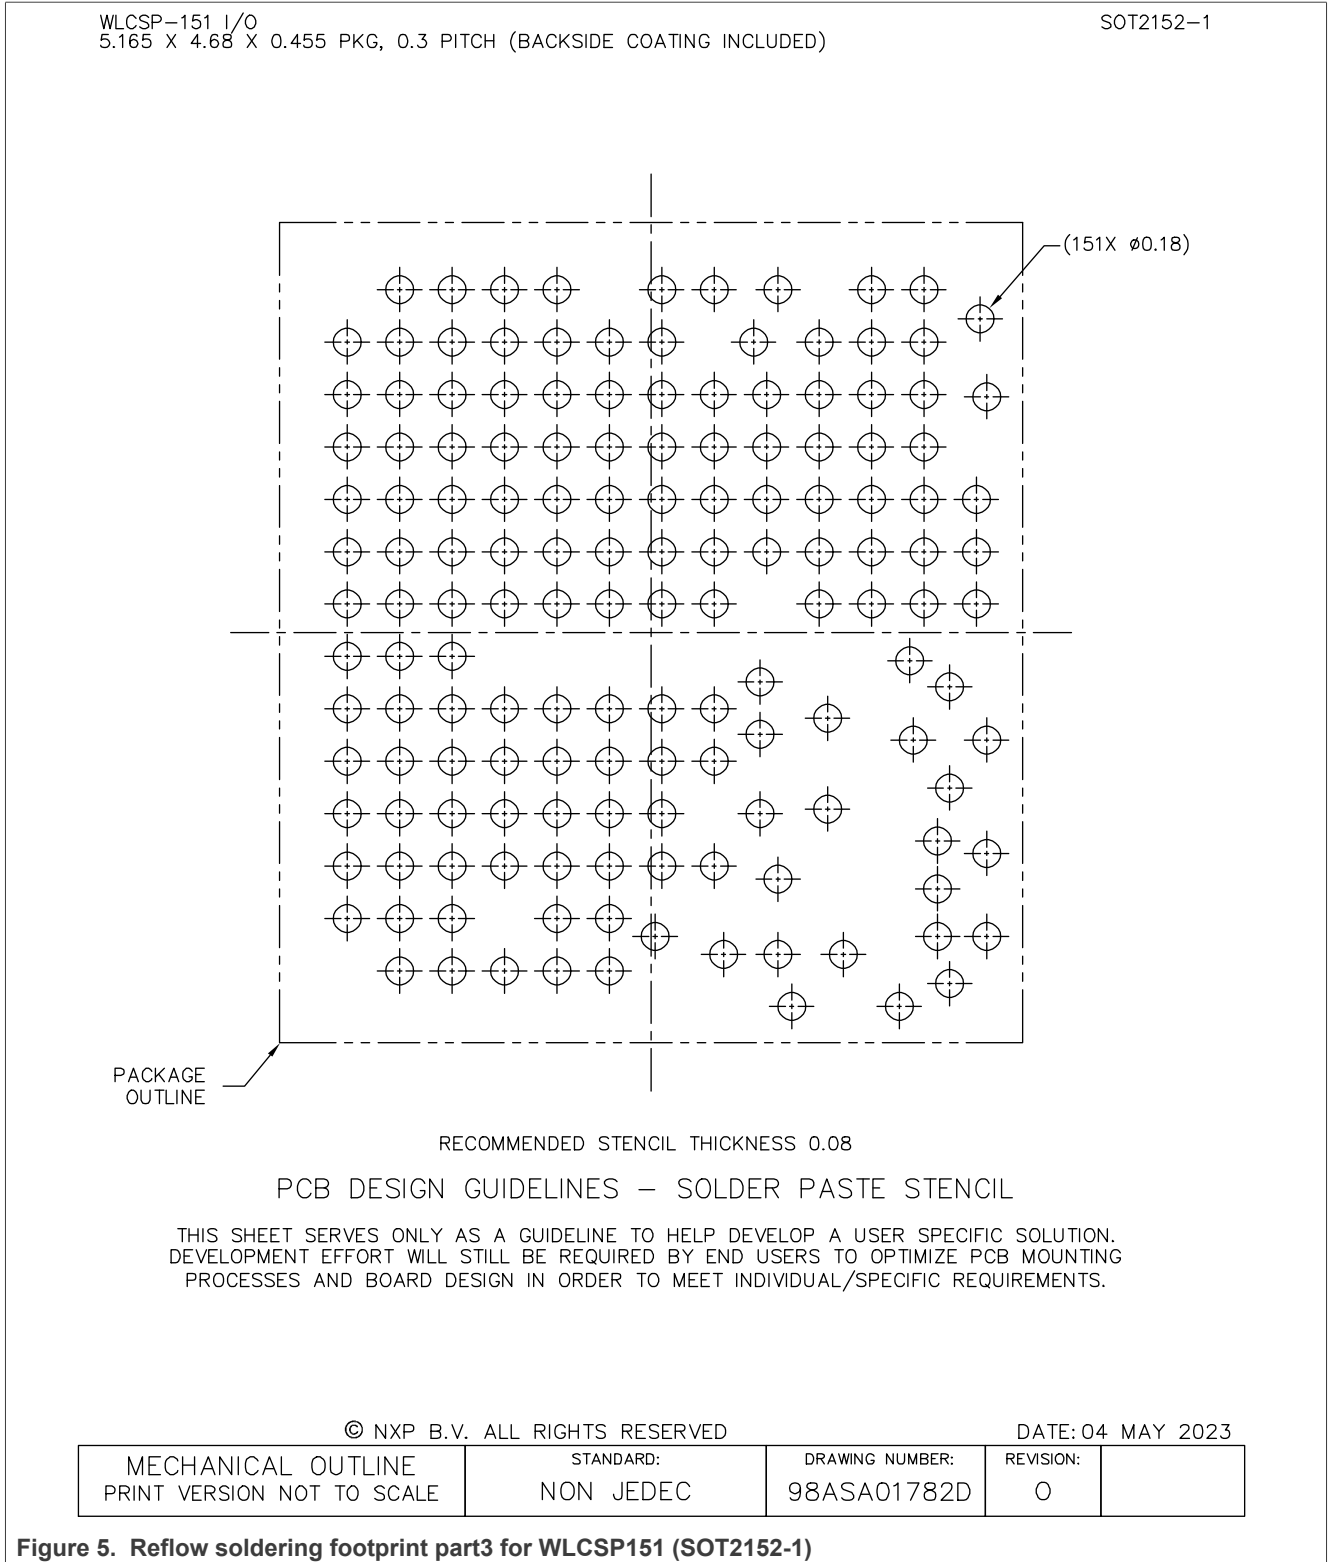 WLCSP-151 I/O
SOT2152-1
5.165 X 4.68 X 0.455 PKG, 0.3 PITCH (BACKSIDE COATING INCLUDED)
(151X ⌀0.18)
PACKAGE
OUTLINE
RECOMMENDED STENCIL THICKNESS 0.08
PCB DESIGN GUIDELINES – SOLDER PASTE STENCIL
THIS SHEET SERVES ONLY AS A GUIDELINE TO HELP DEVELOP A USER SPECIFIC SOLUTION.
DEVELOPMENT EFFORT WILL STILL BE REQUIRED BY END USERS TO OPTIMIZE PCB MOUNTING
PROCESSES AND BOARD DESIGN IN ORDER TO MEET INDIVIDUAL/SPECIFIC REQUIREMENTS.
© NXP B.V. ALL RIGHTS RESERVED
DATE: 04 MAY 2023
MECHANICAL OUTLINE
PRINT VERSION NOT TO SCALE
STANDARD:
NON JEDEC
DRAWING NUMBER:
98ASA01782D
REVISION:
O
Figure 5. Reflow soldering footprint part3 for WLCSP151 (SOT2152-1)